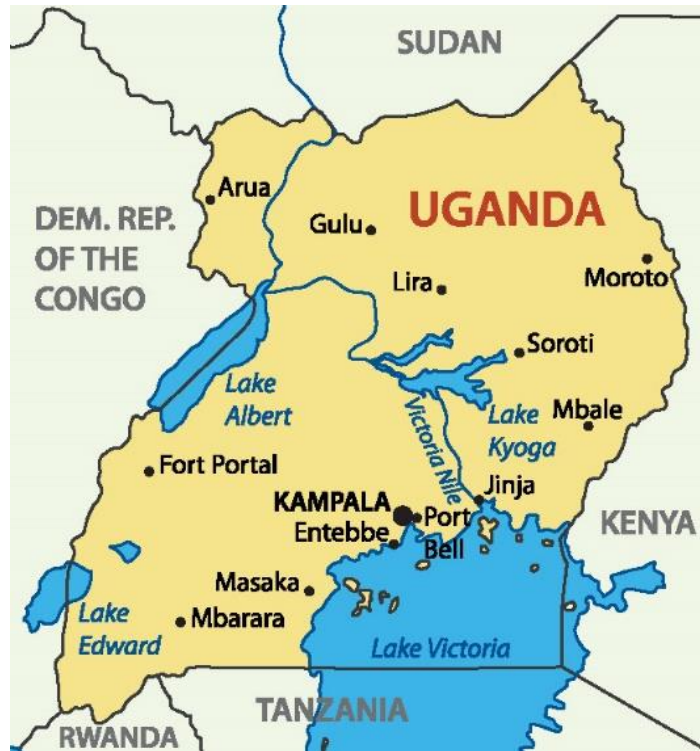 SUDAN
Arua
UGANDA
DEM. REP.
OF THE
CONGO
Gulu
Moroto
Lira
Soroti
Lake
Albert
Victoria Nile
Lake
Kyoga
Mbale
Fort Portal
Jinja
KAMPALA
Port
Bell
Entebbe
KENYA
Masaka
Lake
Edward
Mbarara
Lake Victoria
TANZANIA
RWANDA